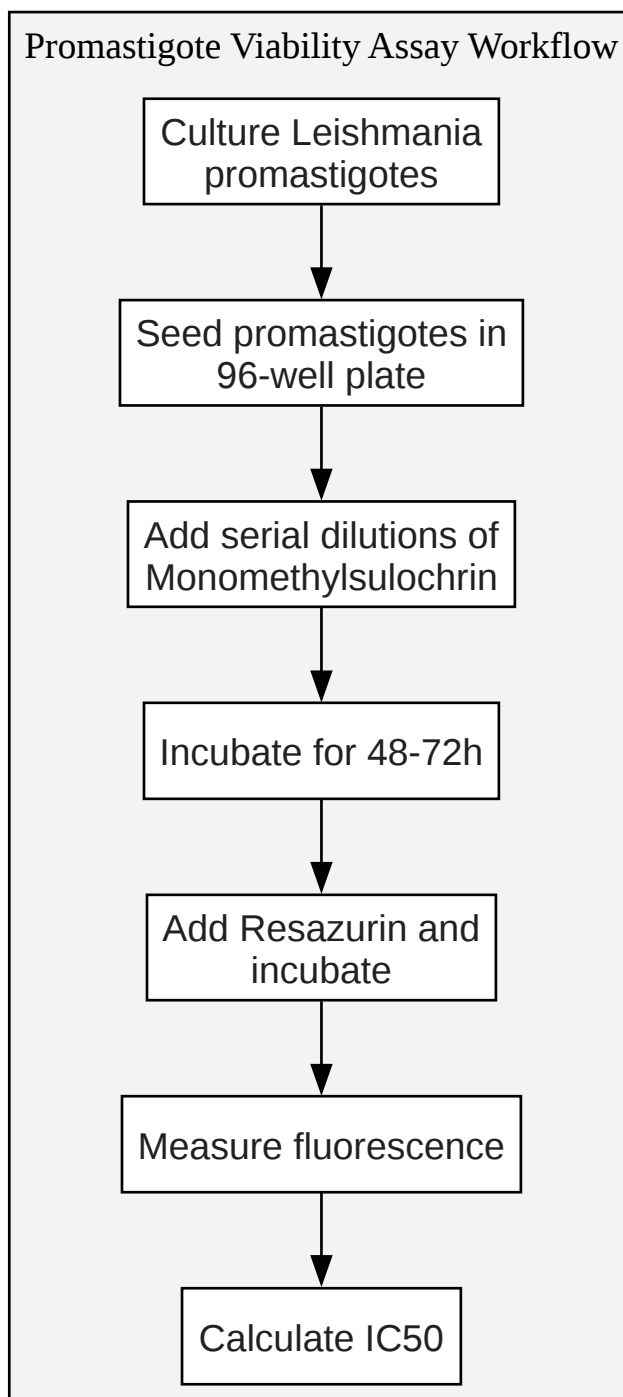 Promastigote Viability Assay Workflow
Culture Leishmania
promastigotes
Seed promastigotes in
96-well plate
Add serial dilutions of
Monomethylsulochrin
Incubate for 48-72h
Add Resazurin and
incubate
Measure fluorescence
Calculate IC50